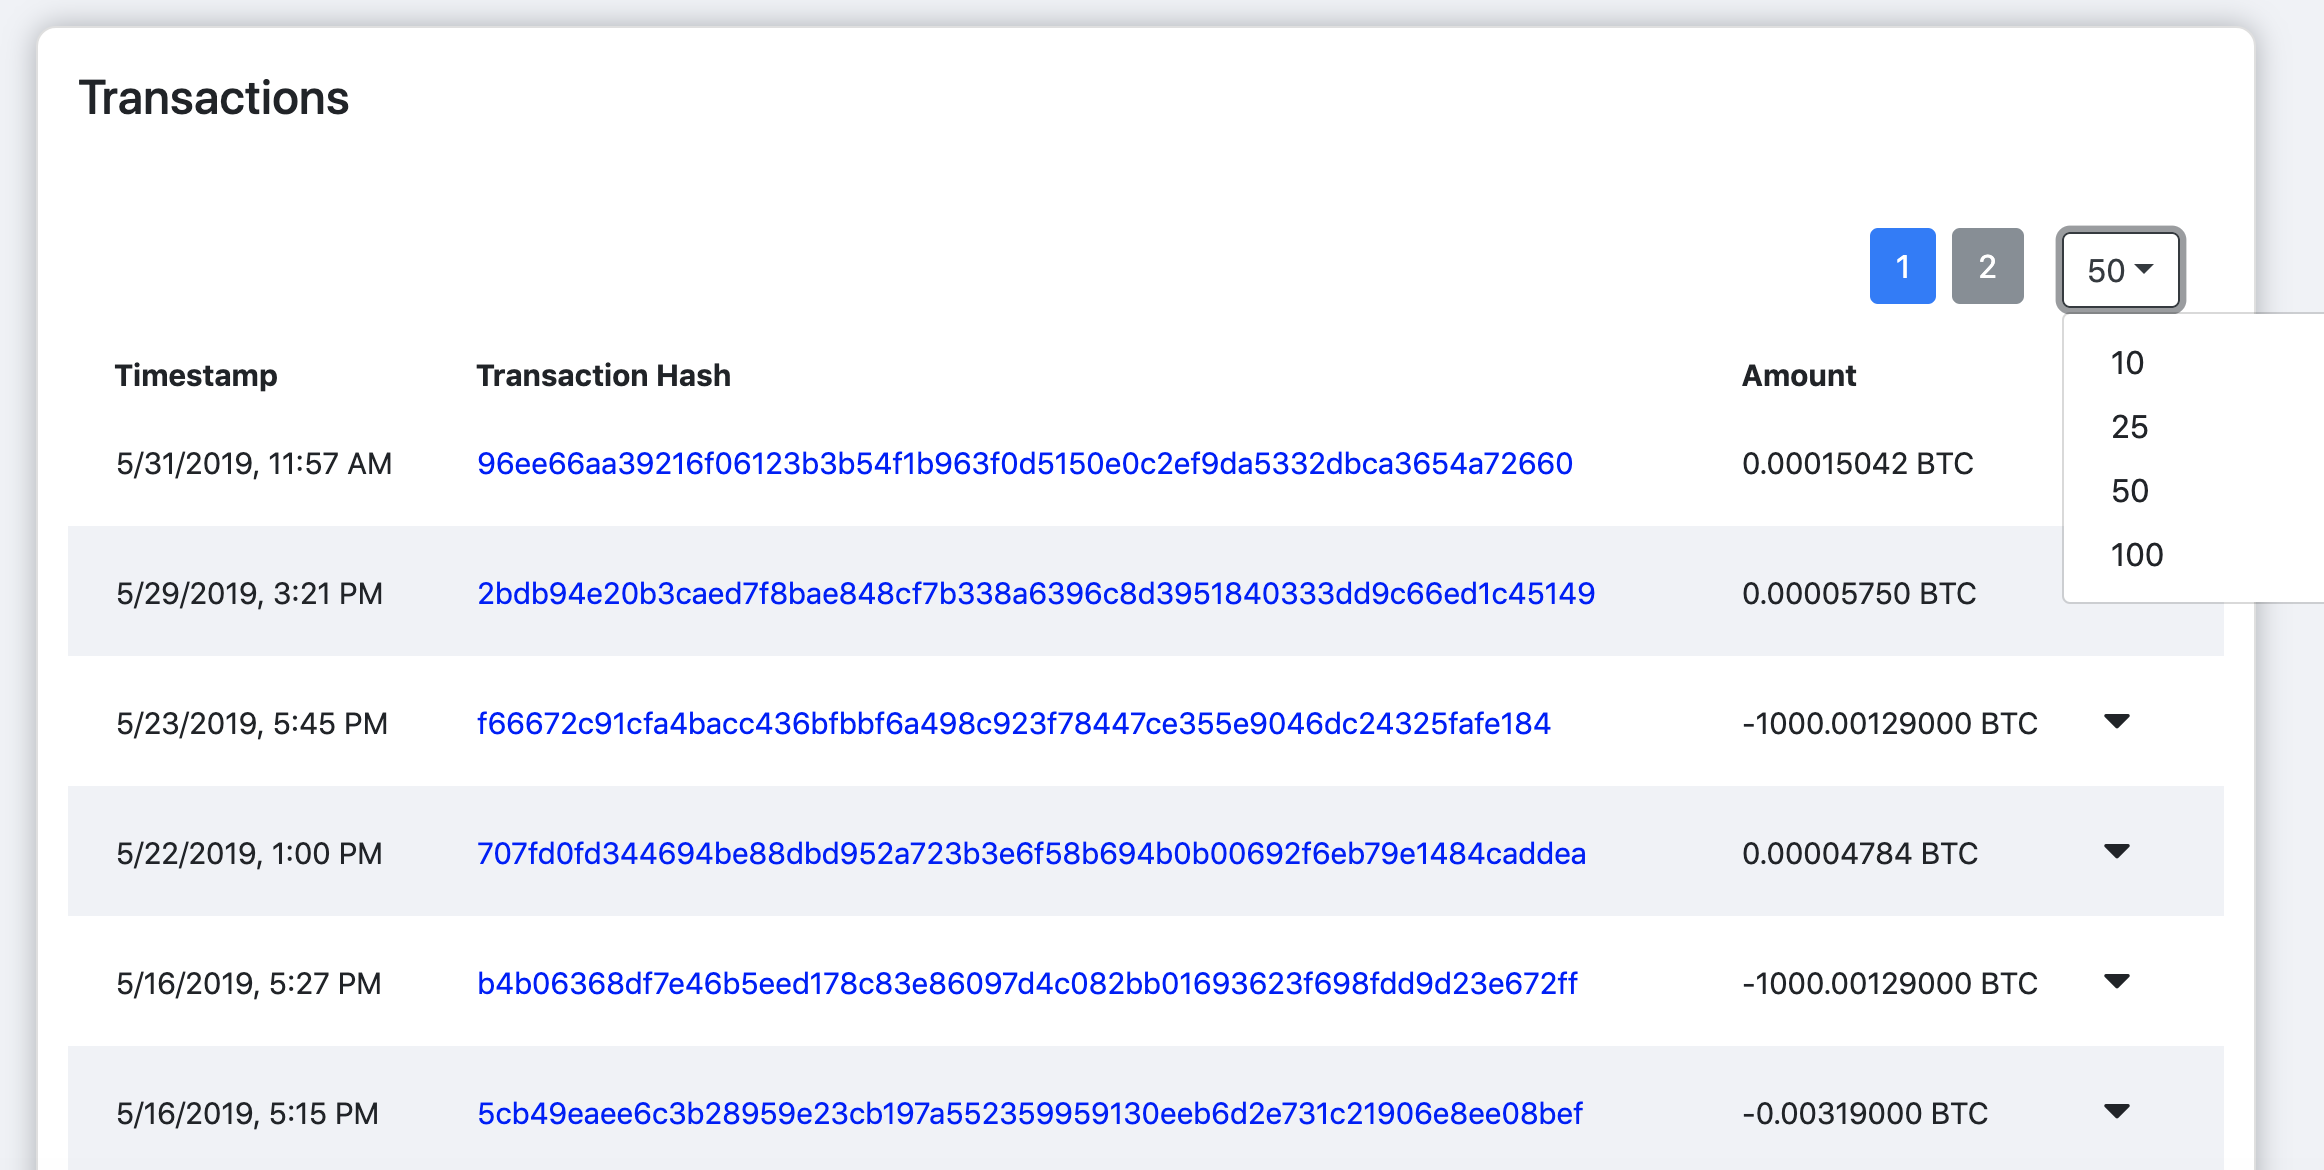 Transactions
1 2 50
10
25
50
100
Timestamp Transaction Hash Amount
5/31/2019, 11:57 AM 96ee66aa39216f06123b3b54f1b963f0d5150e0c2ef9da5332dbca3654a72660 0.00015042 BTC
5/29/2019, 3:21 PM 2bdb94e20b3caed7f8bae848cf7b338a6396c8d3951840333dd9c66ed1c45149 0.00005750 BTC
5/23/2019, 5:45 PM f66672c91cfa4bacc436bfbbf6a498c923f78447ce355e9046dc24325fafe184 -1000.00129000 BTC
5/22/2019, 1:00 PM 707fd0fd344694be88dbd952a723b3e6f58b694b0b00692f6eb79e1484caddea 0.00004784 BTC
5/16/2019, 5:27 PM b4b06368df7e46b5eed178c83e86097d4c082bb01693623f698fdd9d23e672ff -1000.00129000 BTC
5/16/2019, 5:15 PM 5cb49eaee6c3b28959e23cb197a552359959130eeb6d2e731c21906e8ee08bef -0.00319000 BTC